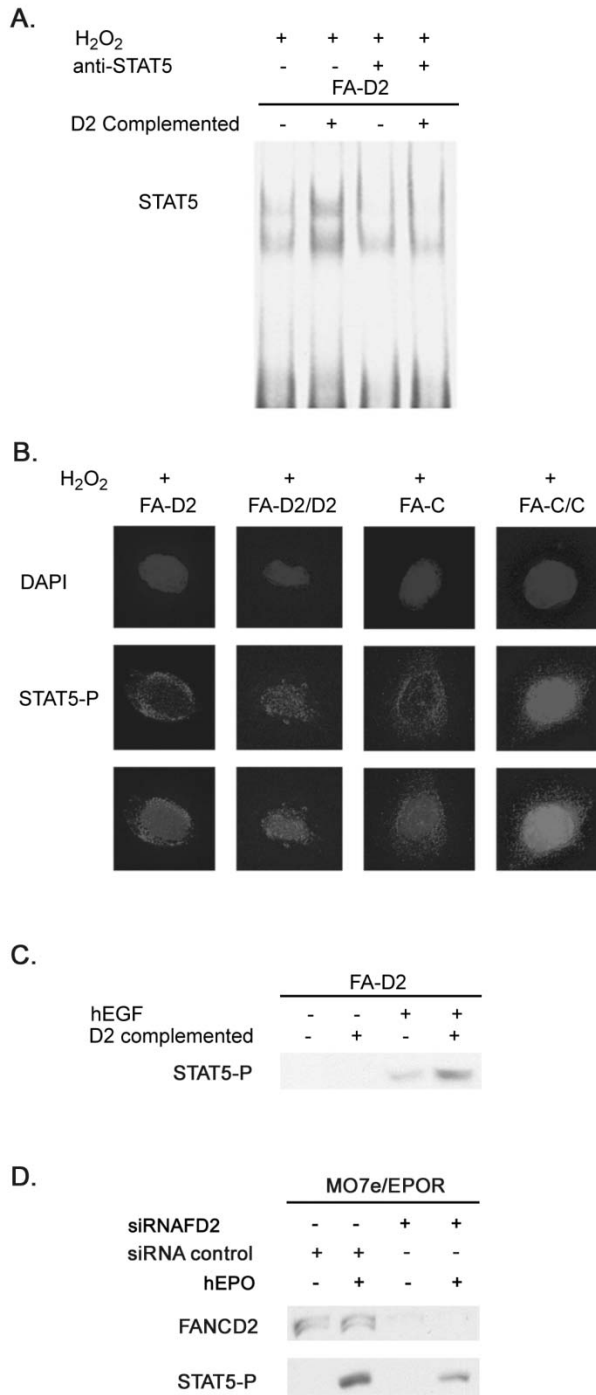 A.
H2O2 + + + +
anti-STAT5 - - + +
FA-D2
D2 Complemented - + - +
STAT5
B.
H2O2 + + + +
FA-D2 FA-D2/D2 FA-C FA-C/C
DAPI
STAT5-P
C.
FA-D2
hEGF - - + +
D2 complemented - + - +
STAT5-P
D.
MO7e/EPOR
siRNAFD2 - - + +
siRNA control + + - -
hEPO - + - +
FANCD2
STAT5-P